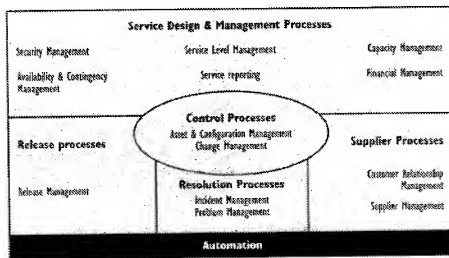 Service Design & Management Processes
Security Management
Service Level Management
Capacity Management
Availability & Contingency
Management
Service reporting
Financial Management
Control Processes
Asset & Configuration Management
Change Management
Release processes
Supplier Processes
Release Management
Resolution Processes
Incident Management
Problem Management
Customer Relationship
Management
Supplier Management
Automation